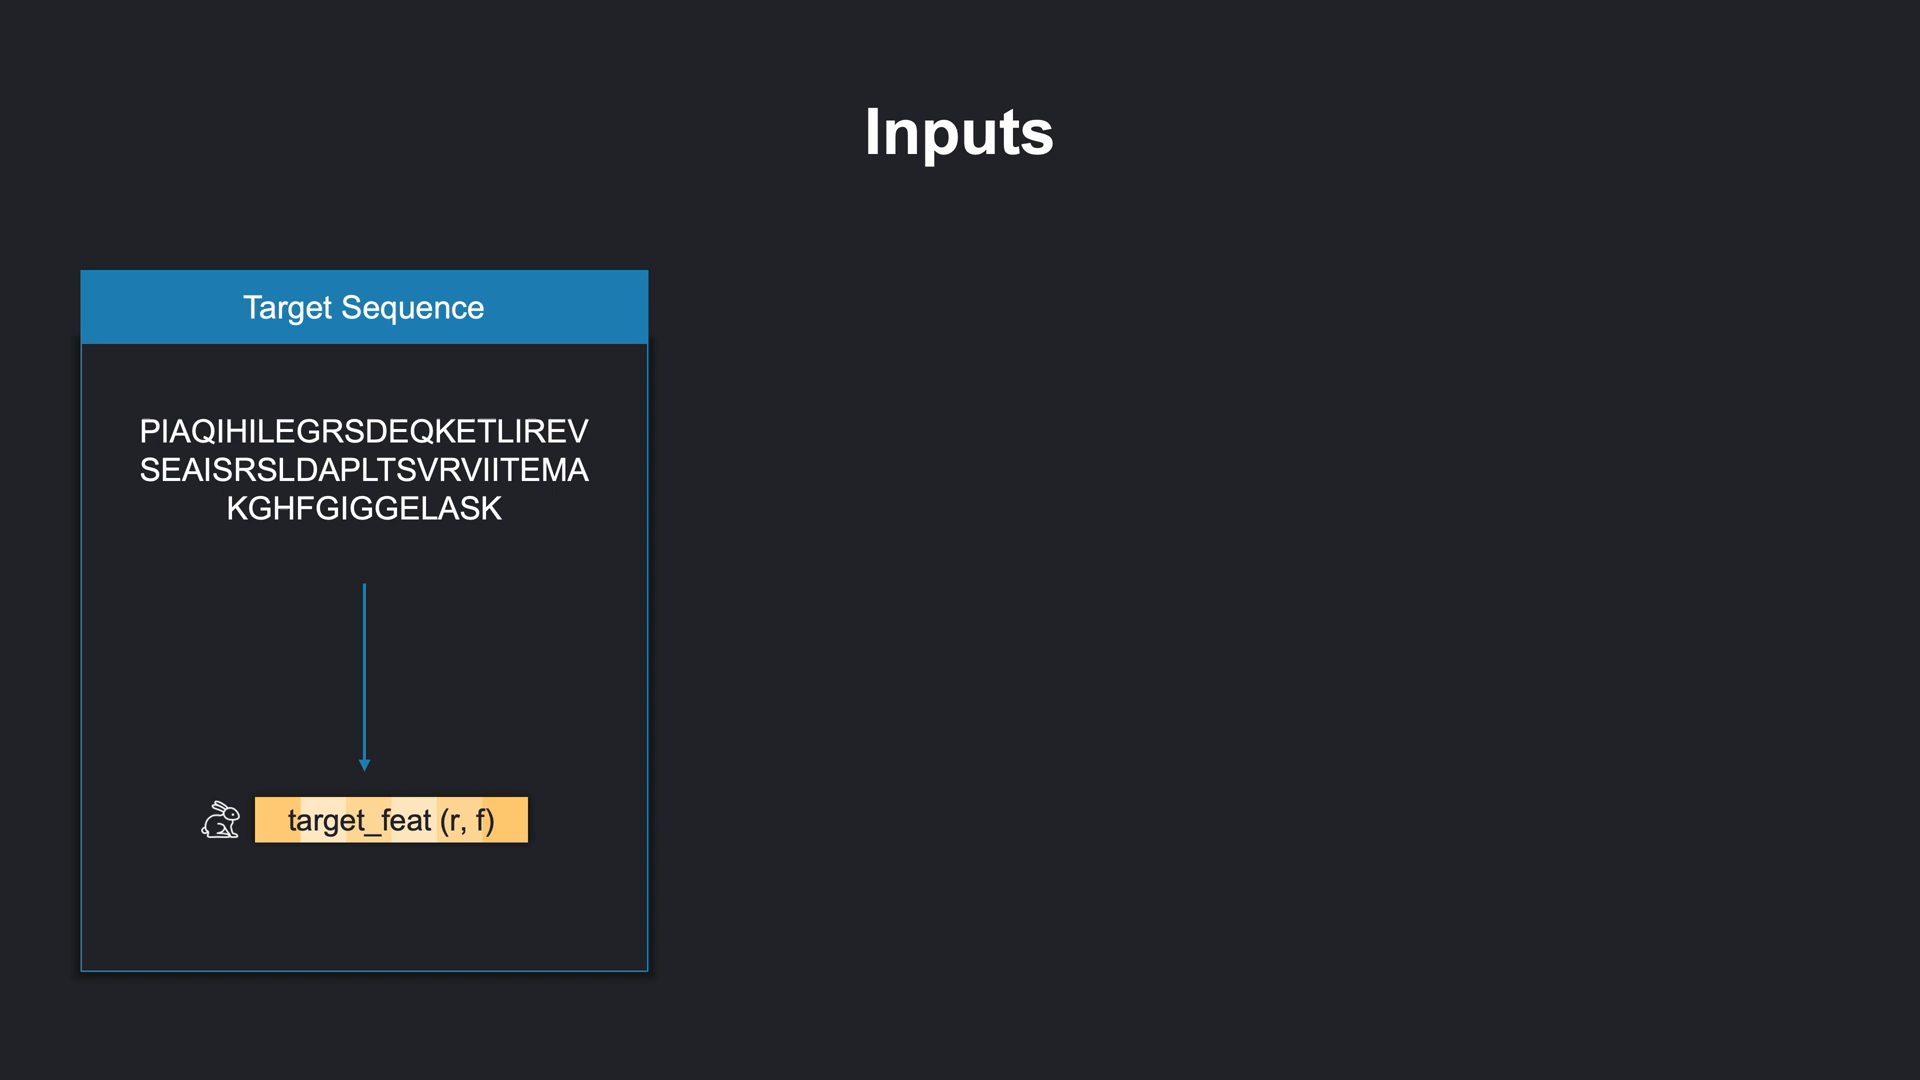 Inputs
Target Sequence
PIAQIHILEGRSDEQKETLIREV
SEAISRSLDAPLTSVRVIITEMA
KGHFGIGGELASK
target_feat (r, f)